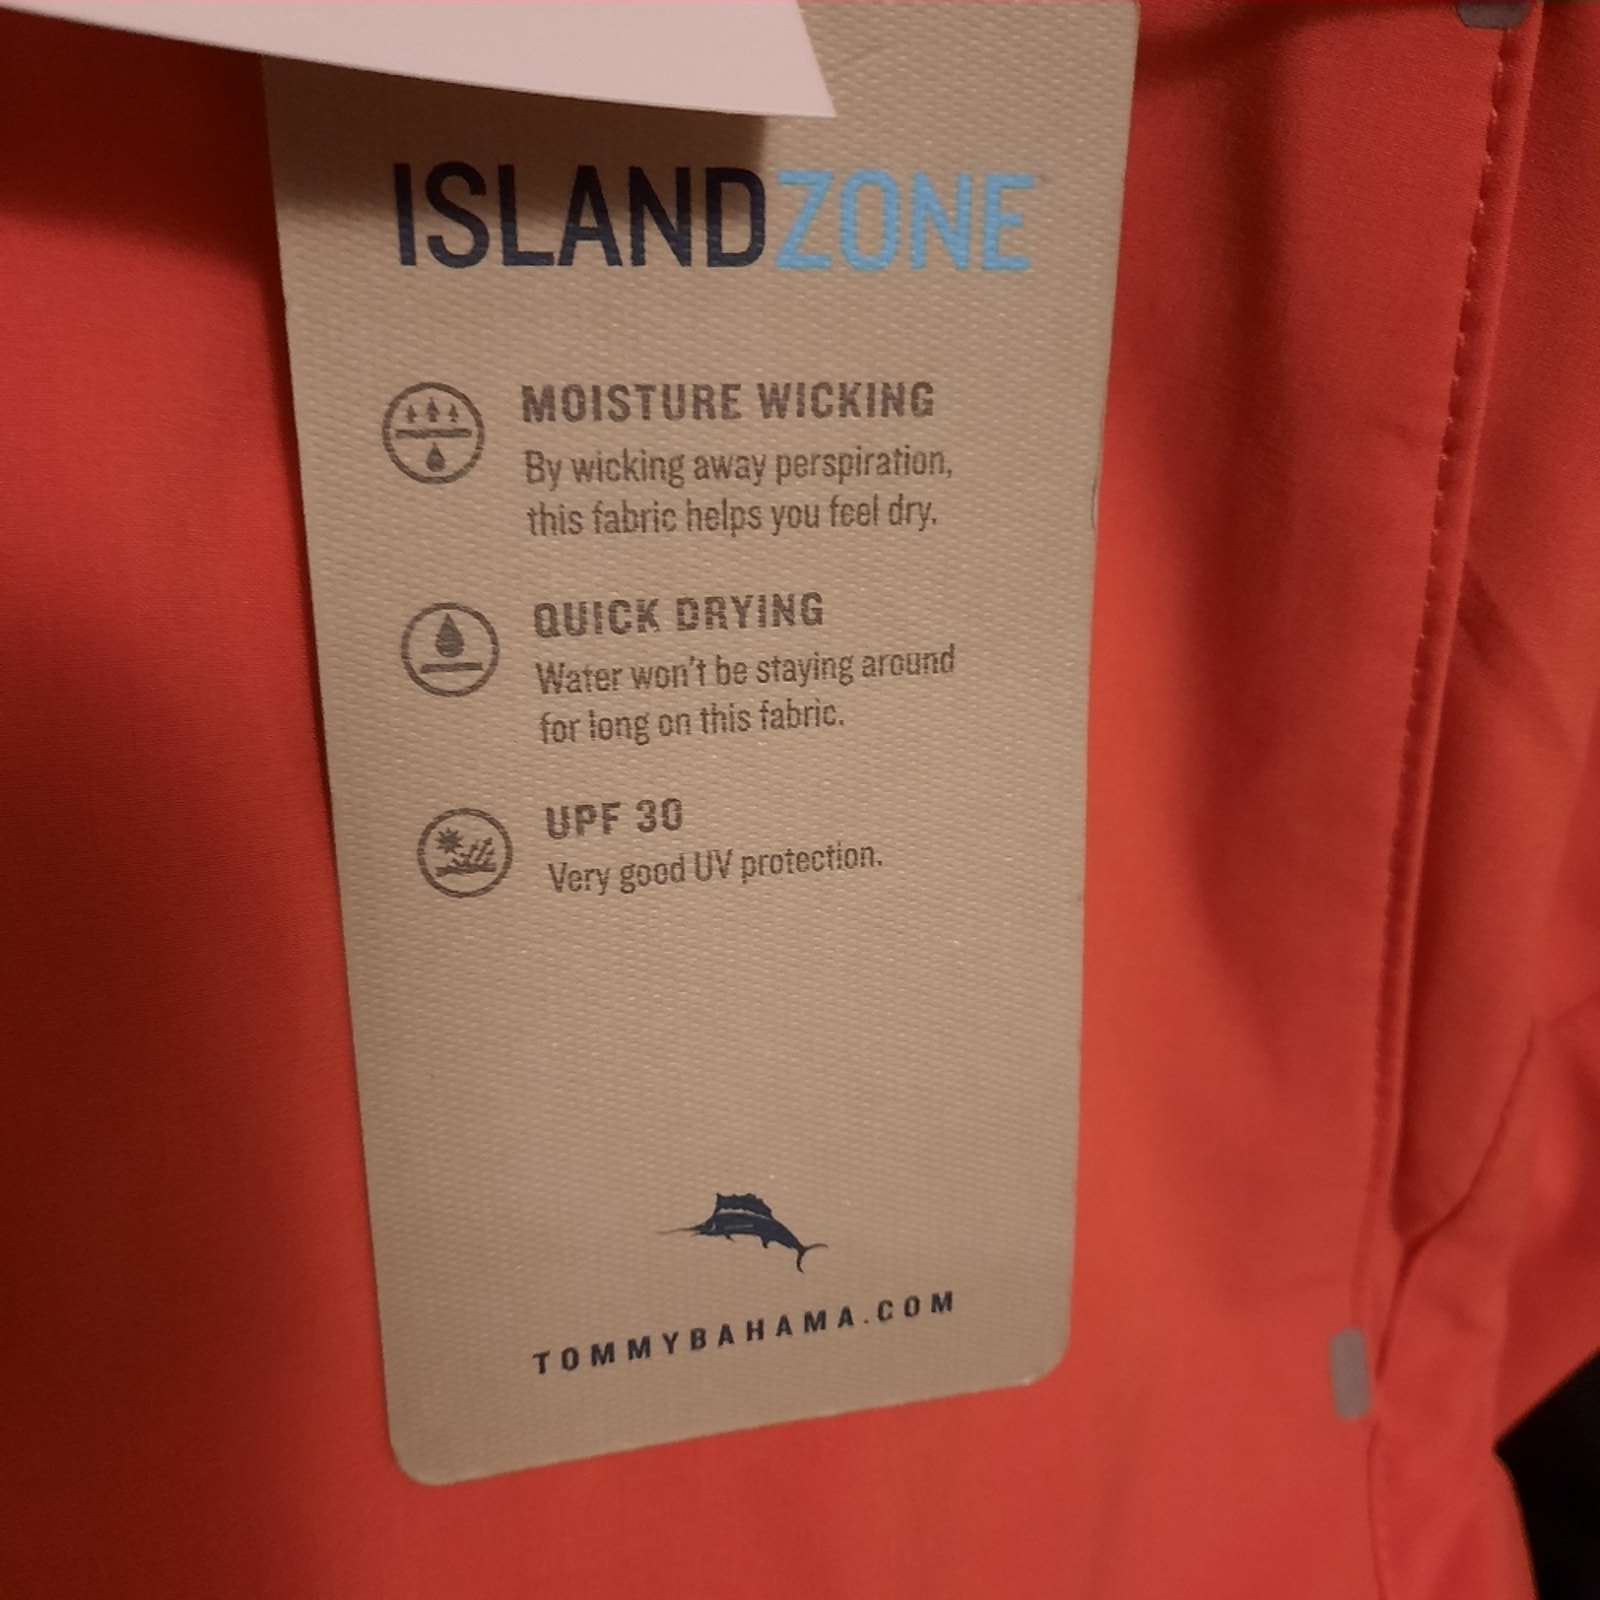 ISLANDZONE
MOISTURE WICKING
By wicking away perspiration,
this fabric helps you feel dry.
QUICK DRYING
Water won't be staying around
for long on this fabric.
UPF 30
Very good UV protection.
TOMMYBAHAMA.COM